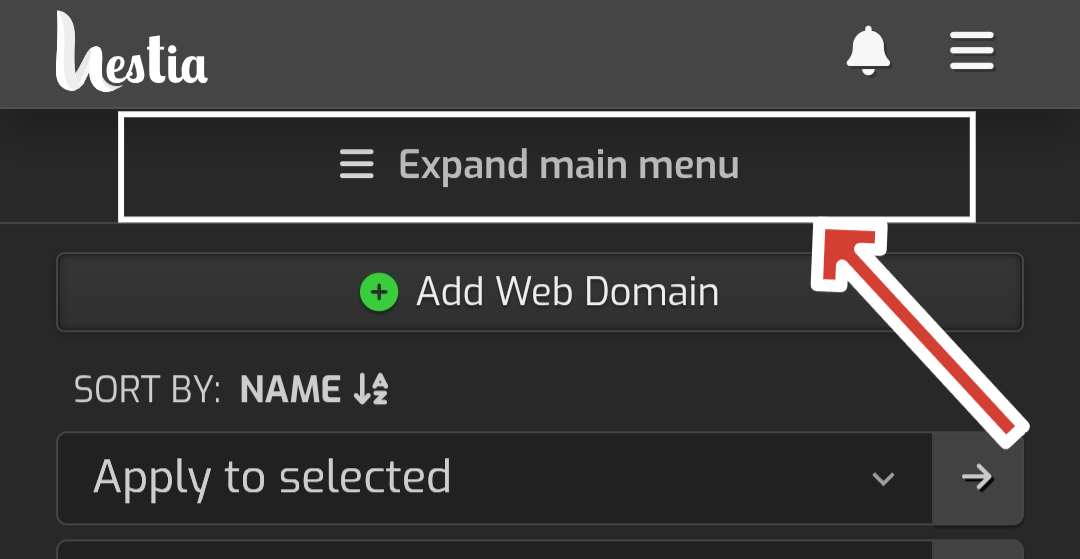 hestia
Expand main menu
Add Web Domain
SORT BY: NAME
Apply to selected